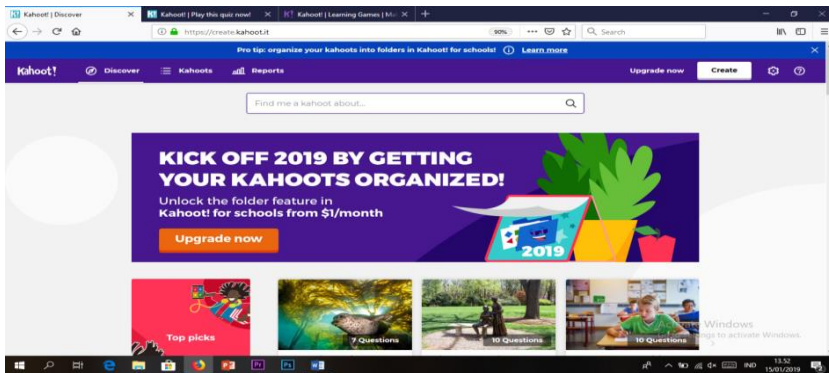 Kahoot! | Discover
Kahoot! | Play this quiz now!
Kahoot! | Learning Games | Ma
https://create.kahoot.it
90%
Search
Pro tip: organize your kahoots into folders in Kahoot! for schools! Learn more
Kahoot!
Discover
Kahoots
Reports
Upgrade now
Create
Find me a kahoot about...
KICK OFF 2019 BY GETTING
YOUR KAHOOTS ORGANIZED!
Unlock the folder feature in
Kahoot! for schools from $1/month
Upgrade now
2019
Top picks
7 Questions
10 Questions
10 Questions
Windows
to activate Windows.
IND
13.52
15/01/2019